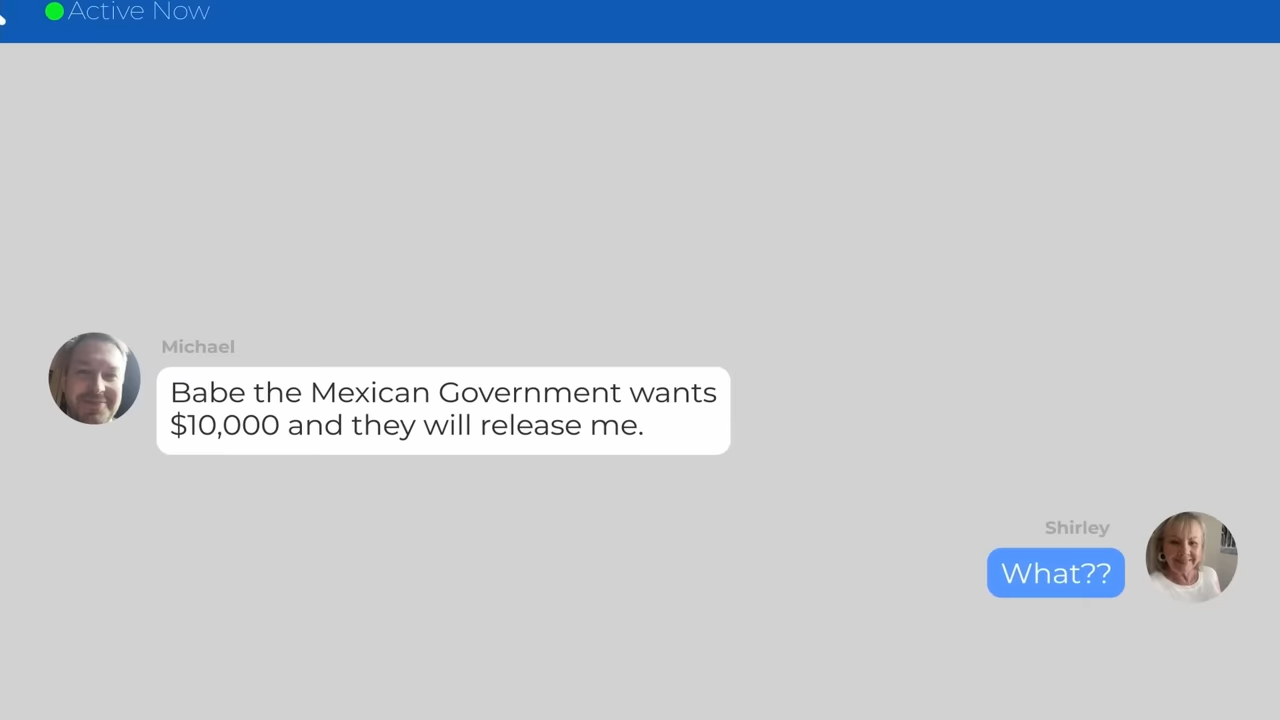 Active Now
Michael
Babe the Mexican Government wants
$10,000 and they will release me.
Shirley
What??